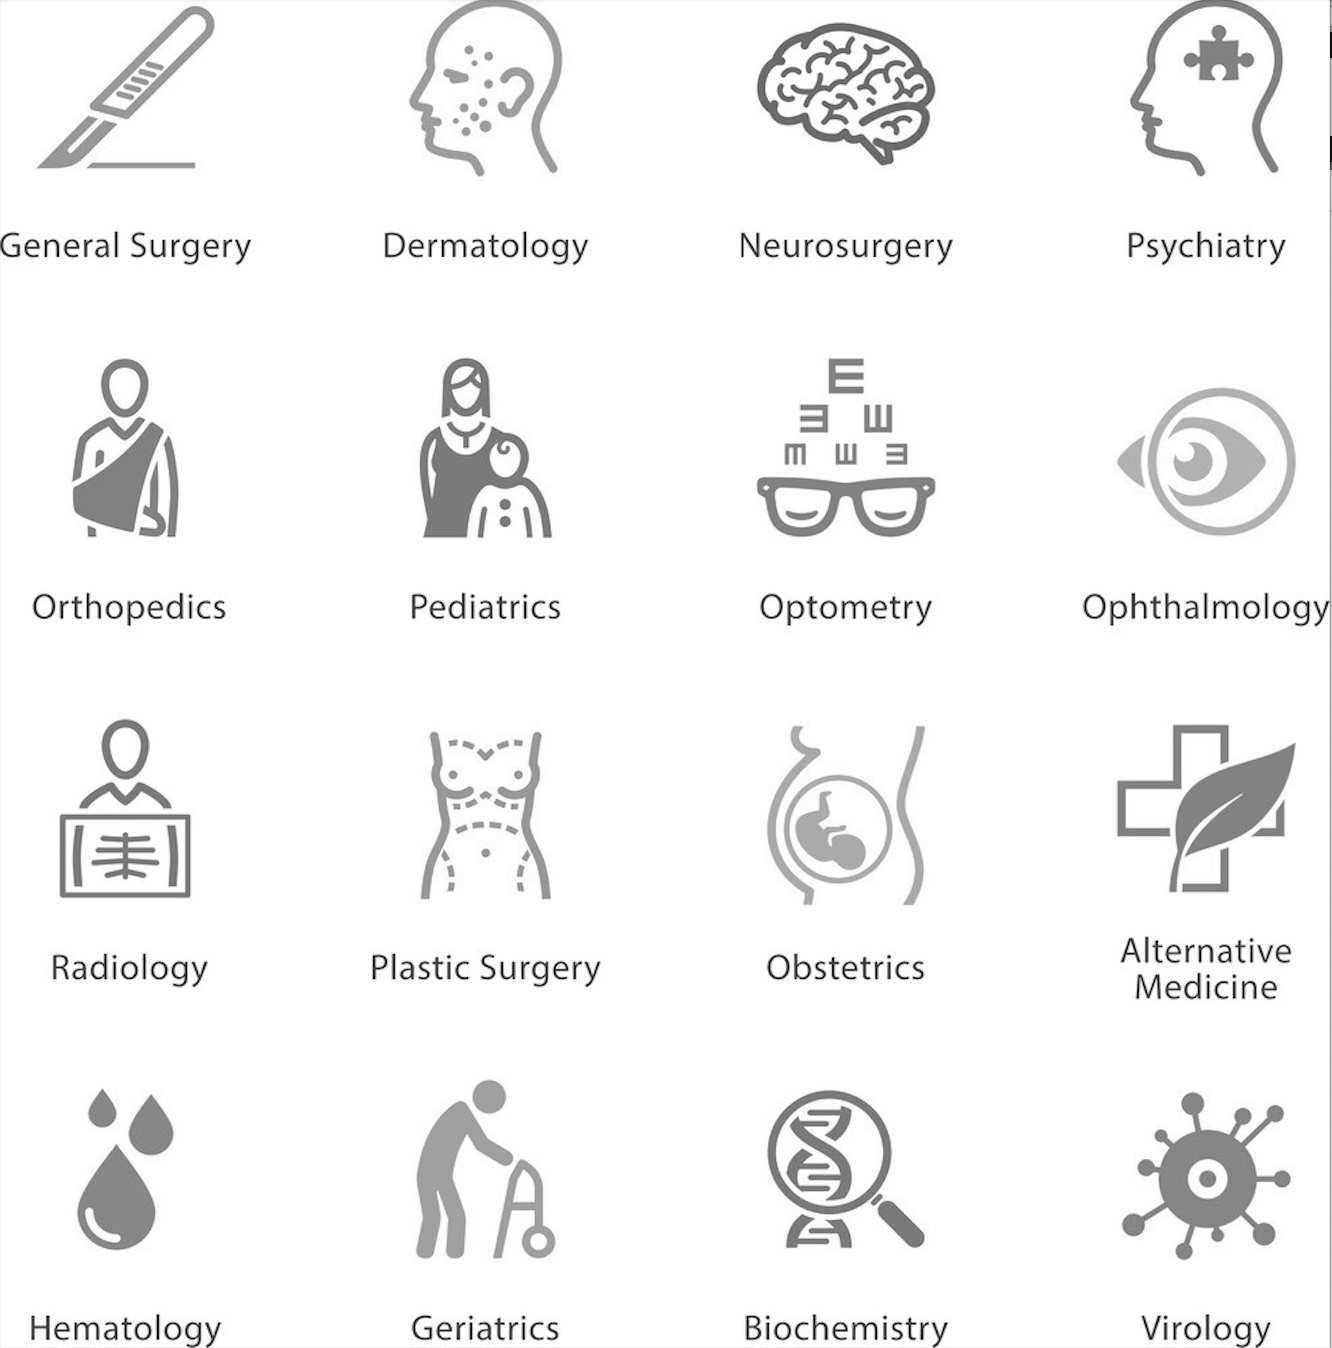 General Surgery
Dermatology
Neurosurgery
Psychiatry
Orthopedics
Pediatrics
Optometry
Ophthalmology
Radiology
Plastic Surgery
Obstetrics
Alternative
Medicine
Hematology
Geriatrics
Biochemistry
Virology